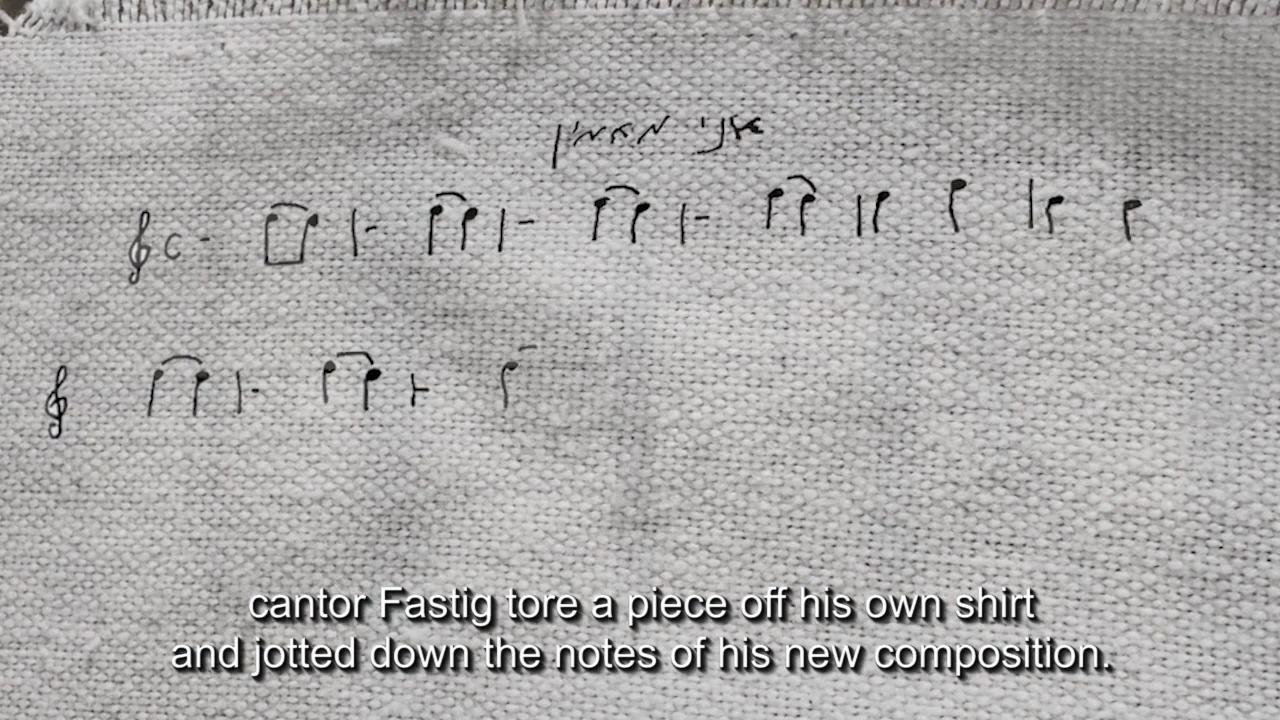 אני מאמין
C
cantor Fastig tore a piece off his own shirt
and jotted down the notes of his new composition.